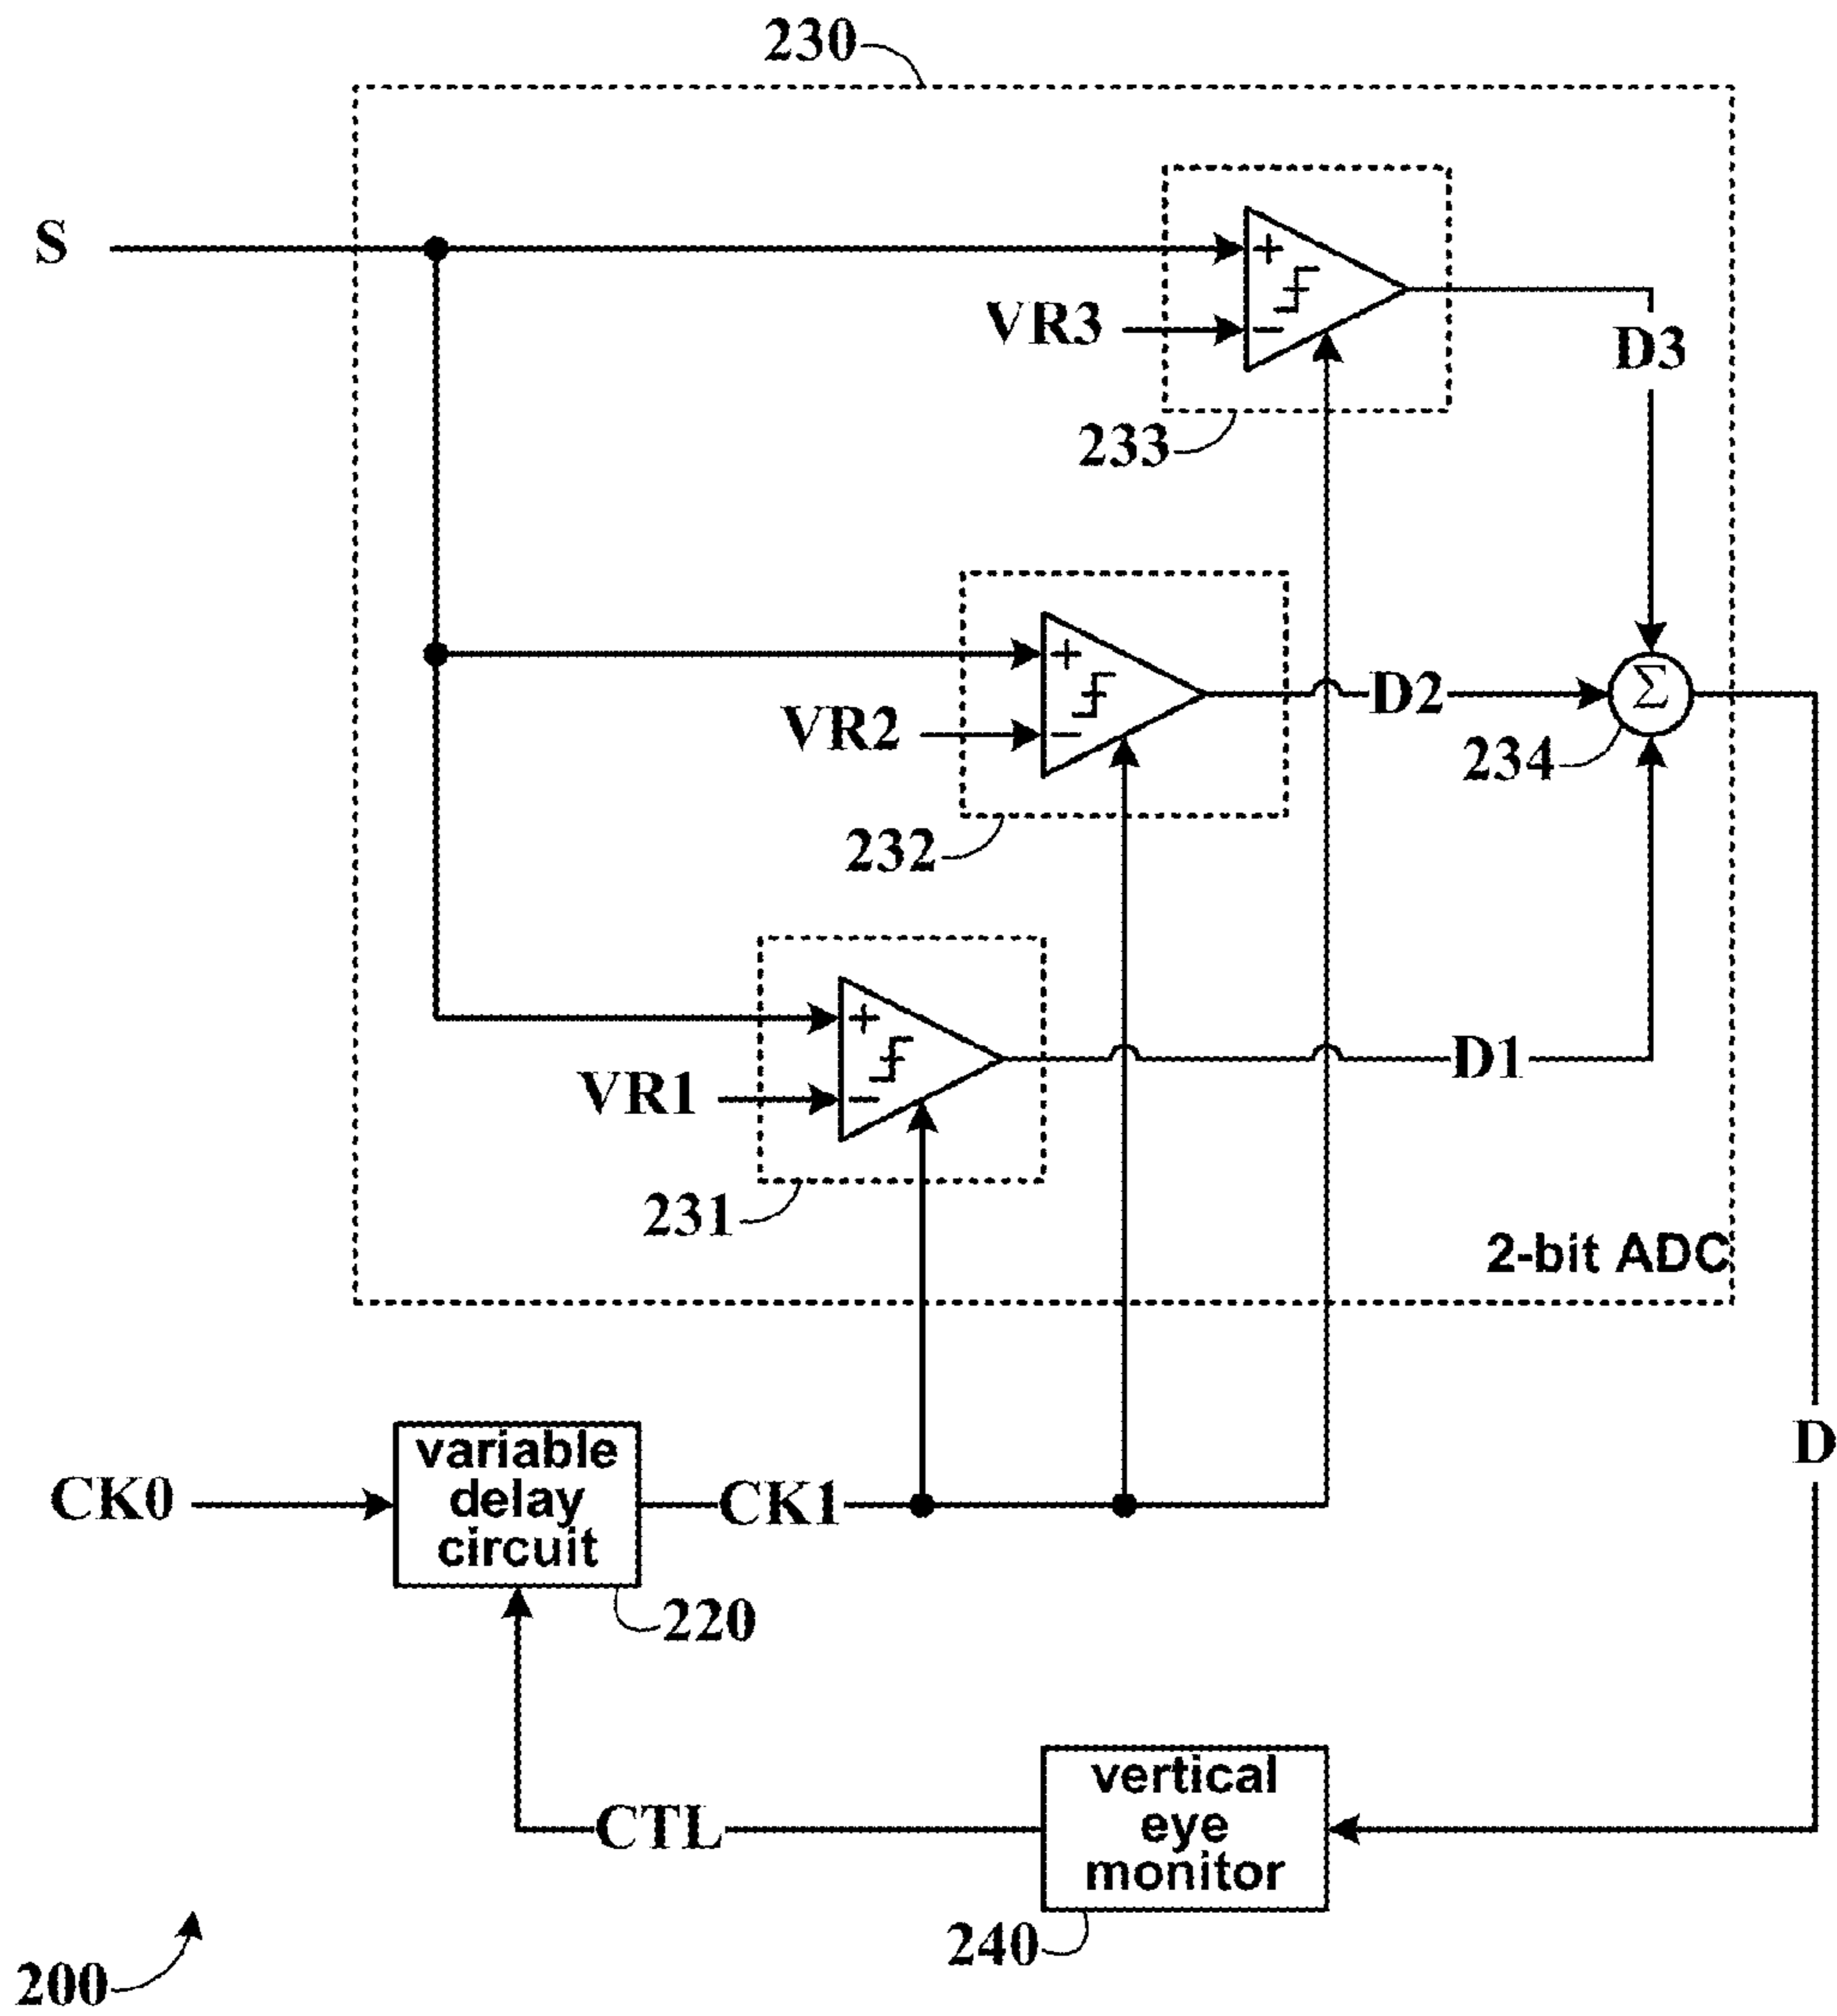 230
S
+
VR3
−
D3
233
+
VR2
−
D2
Σ
234
232
+
VR1
−
D1
231
2-bit ADC
CK0
variable
delay
circuit
CK1
D
220
CTL
vertical
eye
monitor
240
200